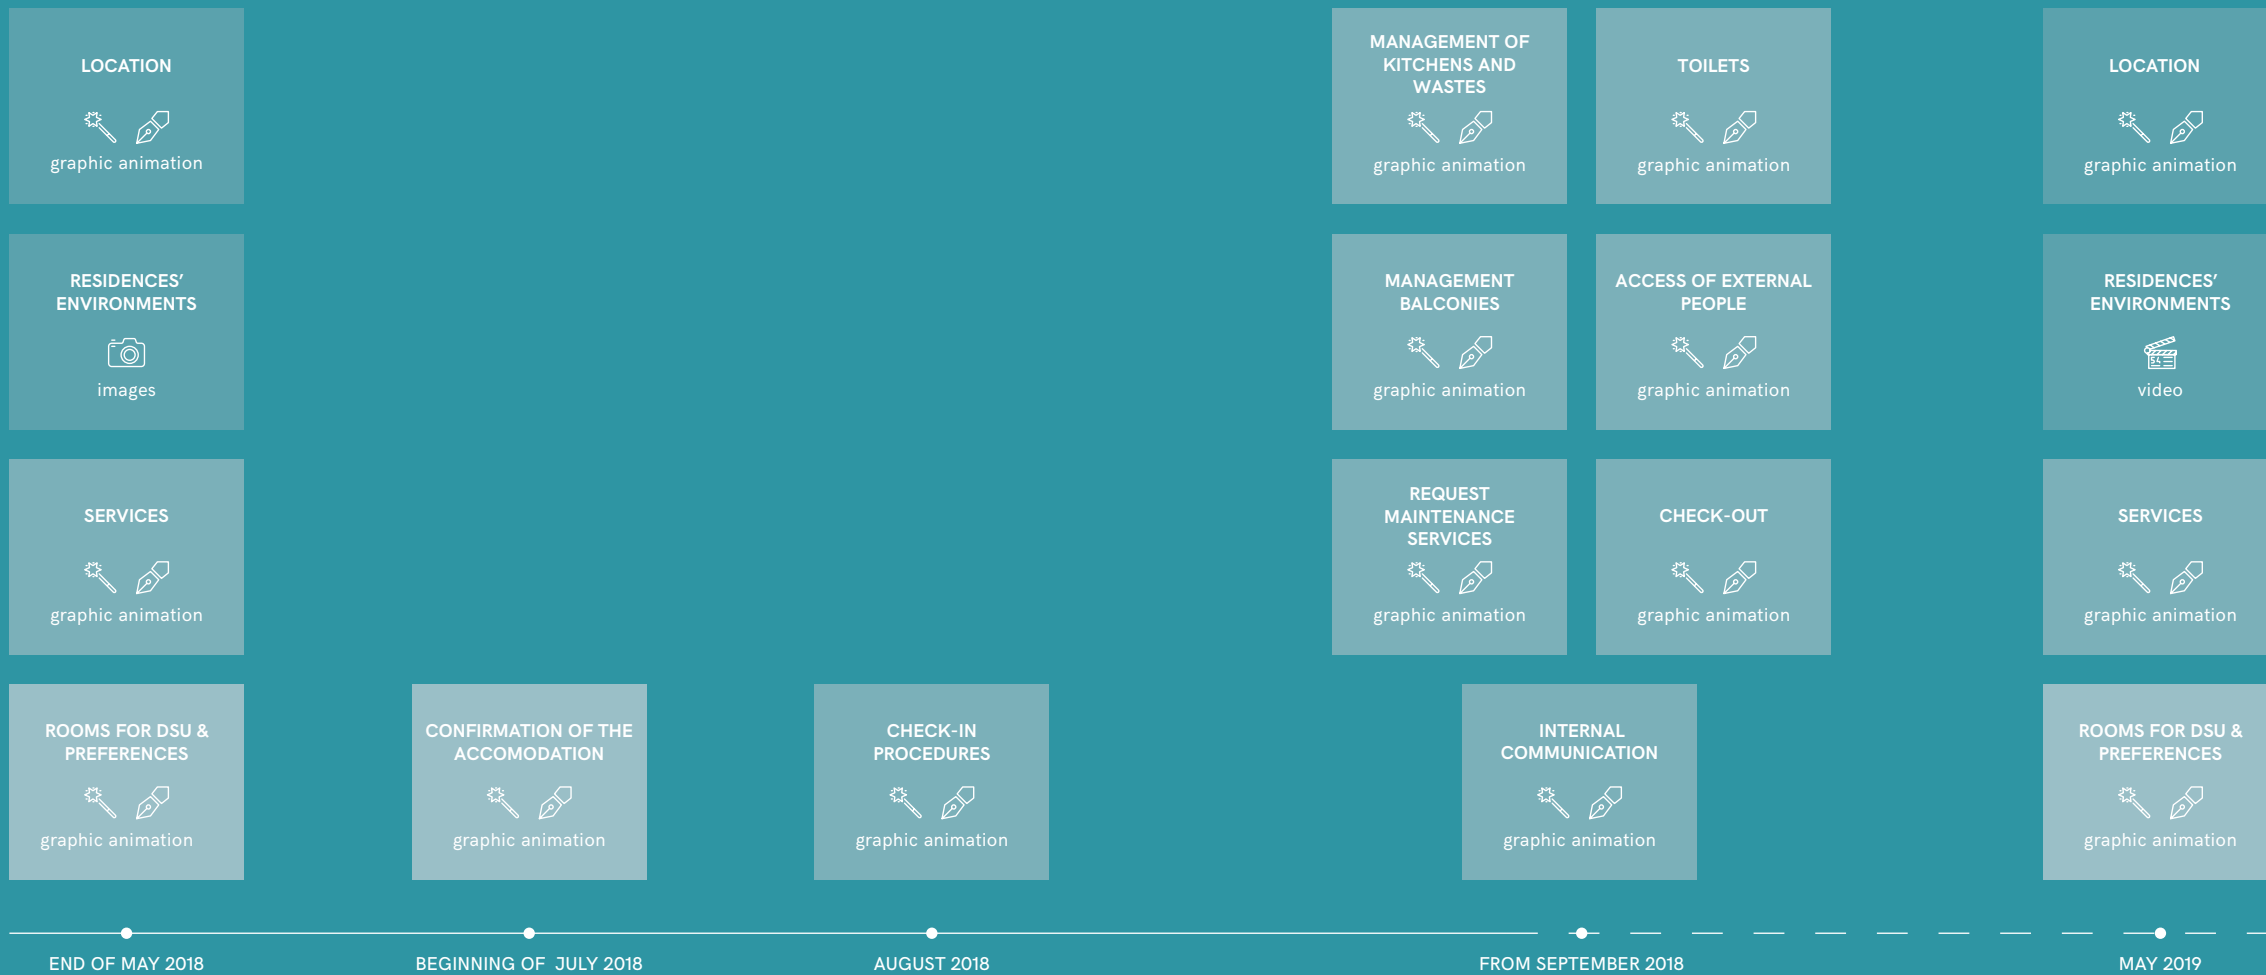 LOCATION
graphic animation
RESIDENCES’
ENVIRONMENTS
images
SERVICES
graphic animation
ROOMS FOR DSU &
PREFERENCES
graphic animation
END OF MAY 2018
CONFIRMATION OF THE
ACCOMODATION
graphic animation
BEGINNING OF  JULY 2018
CHECK-IN
PROCEDURES
graphic animation
AUGUST 2018
MANAGEMENT OF
KITCHENS AND
WASTES
graphic animation
TOILETS
graphic animation
MANAGEMENT
BALCONIES
graphic animation
ACCESS OF EXTERNAL
PEOPLE
graphic animation
REQUEST
MAINTENANCE
SERVICES
graphic animation
CHECK-OUT
graphic animation
INTERNAL
COMMUNICATION
graphic animation
FROM SEPTEMBER 2018
LOCATION
graphic animation
RESIDENCES’
ENVIRONMENTS
54
video
SERVICES
graphic animation
ROOMS FOR DSU &
PREFERENCES
graphic animation
MAY 2019